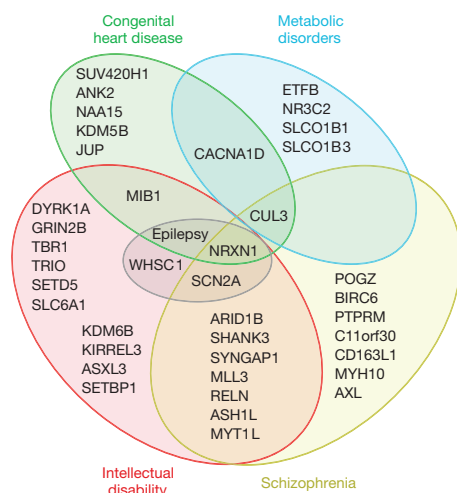 Congenital
heart disease
Metabolic
disorders
SUV420H1
ANK2
NAA15
KDM5B
JUP
ETFB
NR3C2
SLCO1B1
SLCO1B3
CACNA1D
MIB1
CUL3
DYRK1A
GRIN2B
TBR1
TRIO
SETD5
SLC6A1
Epilepsy
NRXN1
WHSC1
SCN2A
KDM6B
KIRREL3
ASXL3
SETBP1
ARID1B
SHANK3
SYNGAP1
MLL3
RELN
ASH1L
MYT1L
POGZ
BIRC6
PTPRM
C11orf30
CD163L1
MYH10
AXL
Intellectual
disability
Schizophrenia